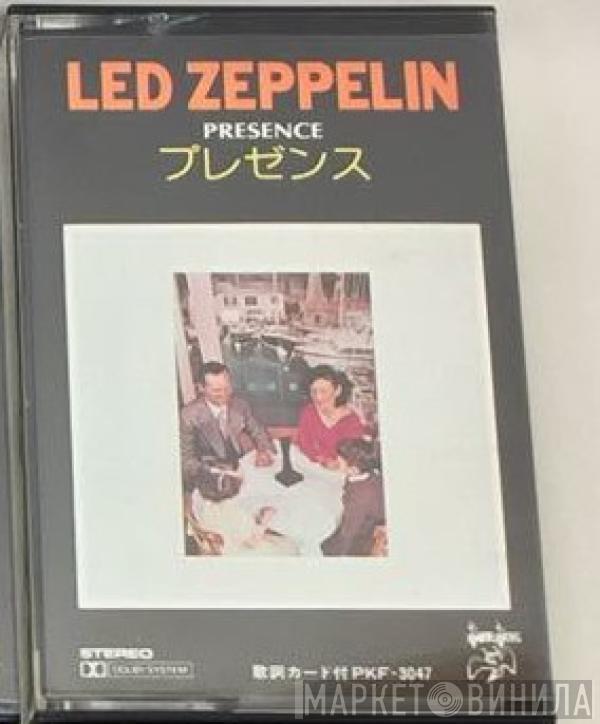 LED ZEPPELIN
PRESENCE
プレゼンス
STEREO
DOLBY SYSTEM
歌詞カード付 PKF-3047
МАРКЕТ ВИНИЛА